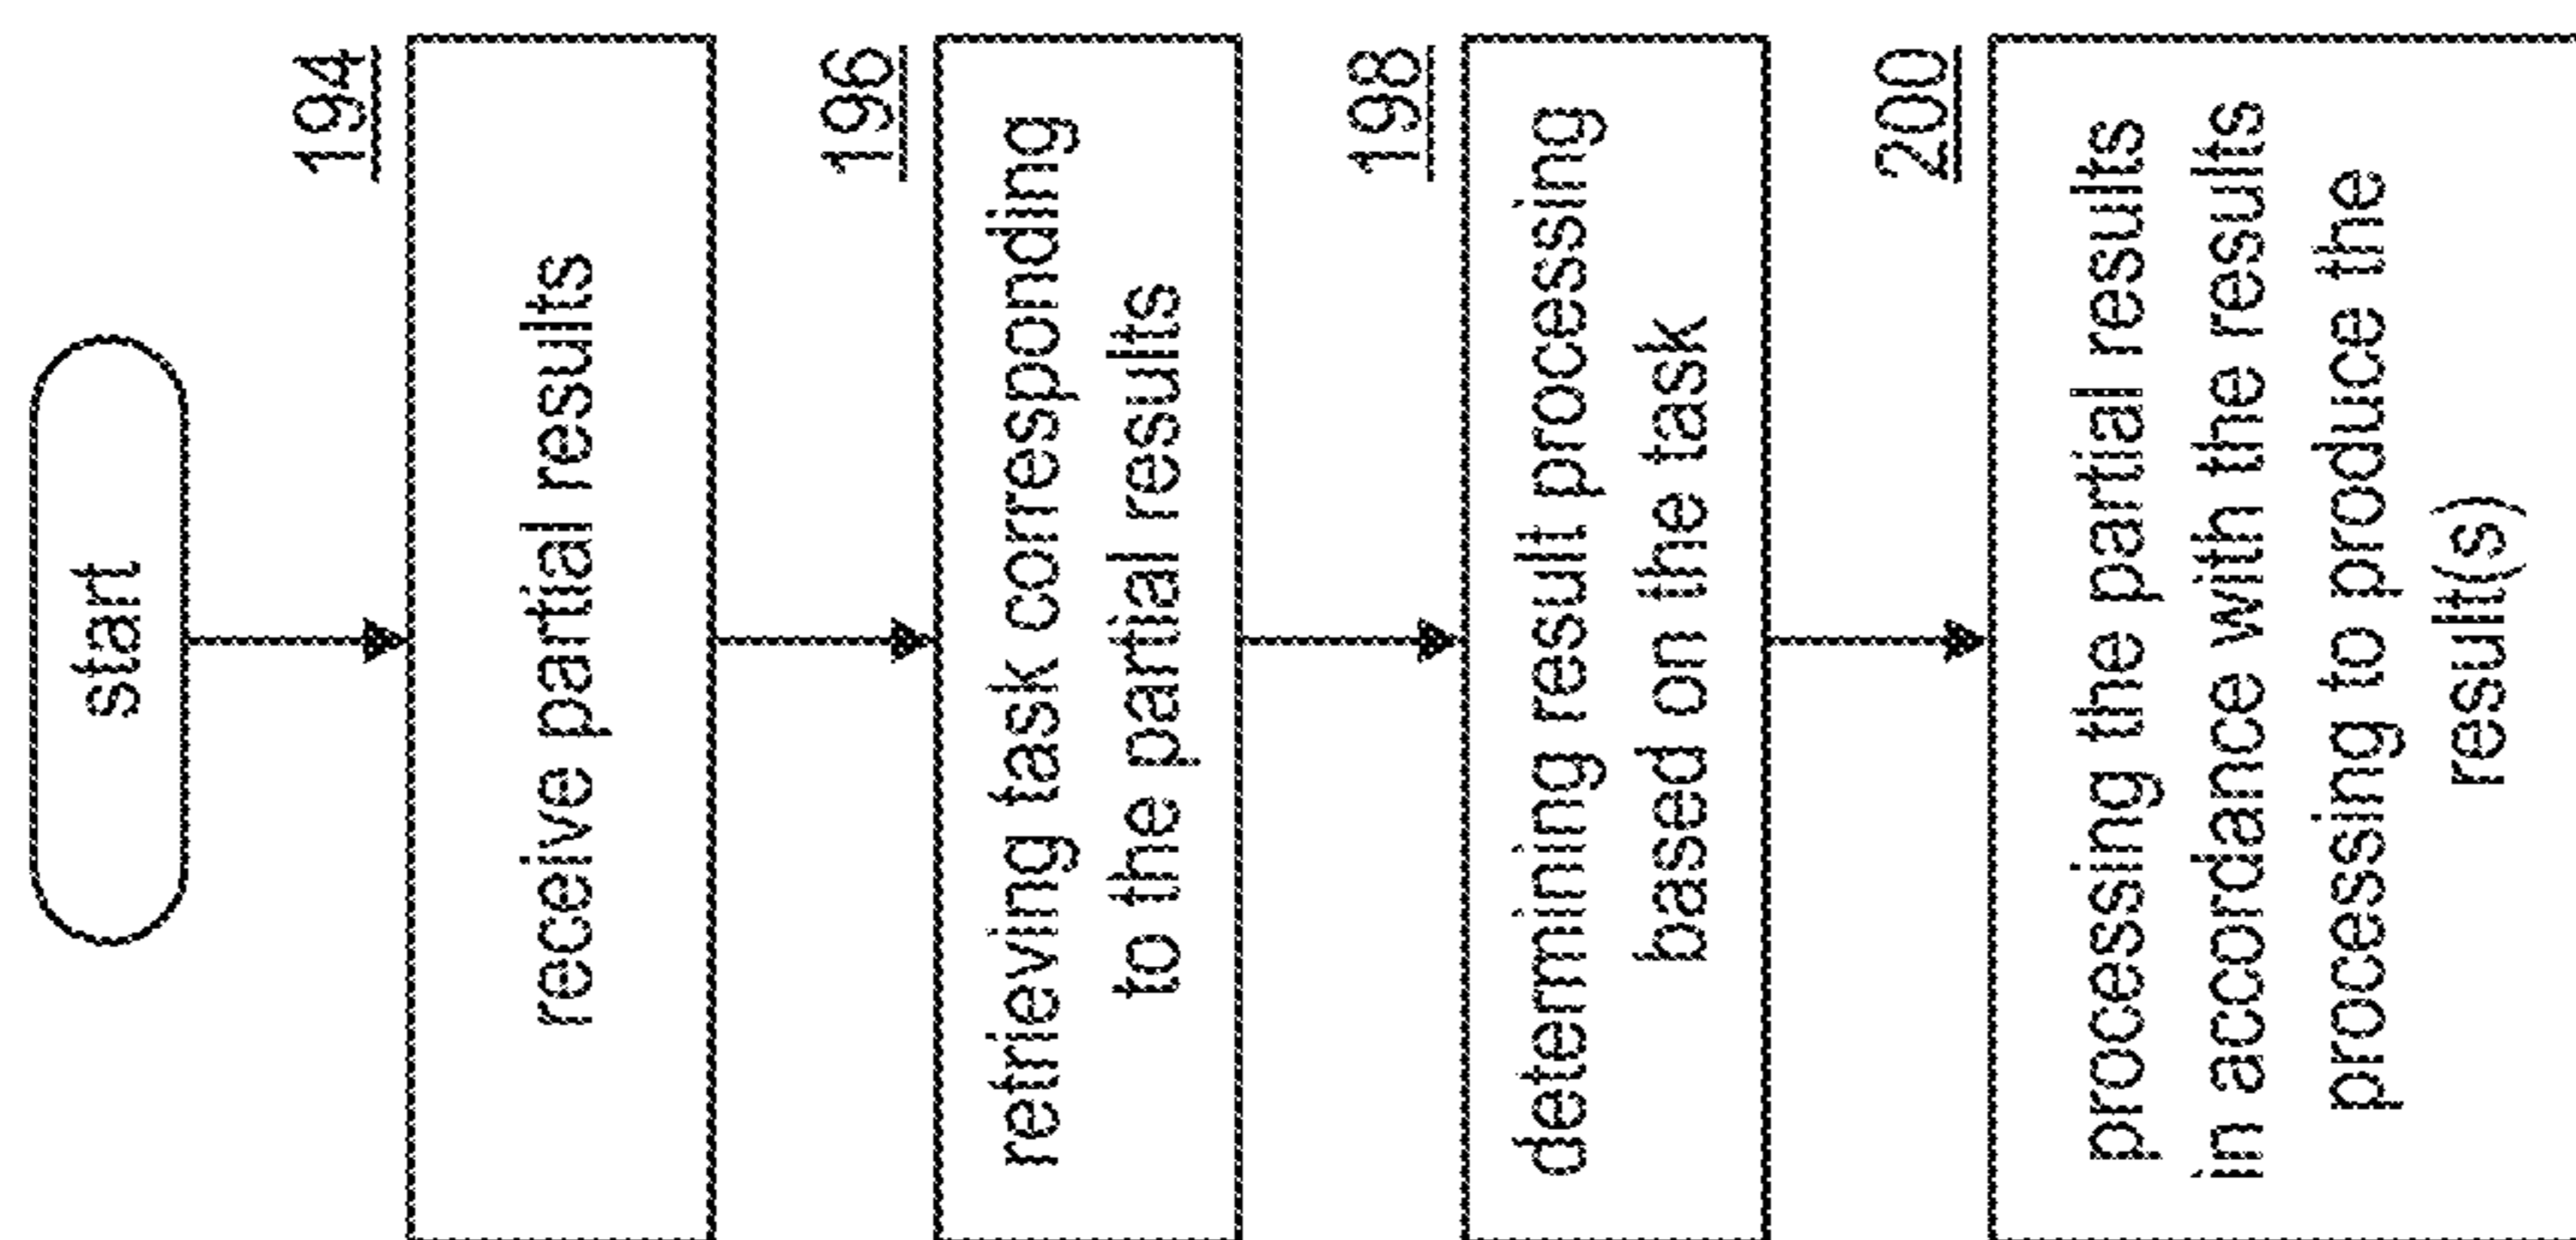 start
194
receive partial results
196
retrieving task corresponding
to the partial results
198
determining result processing
based on the task
200
processing the partial results
in accordance with the results
processing to produce the
result(s)